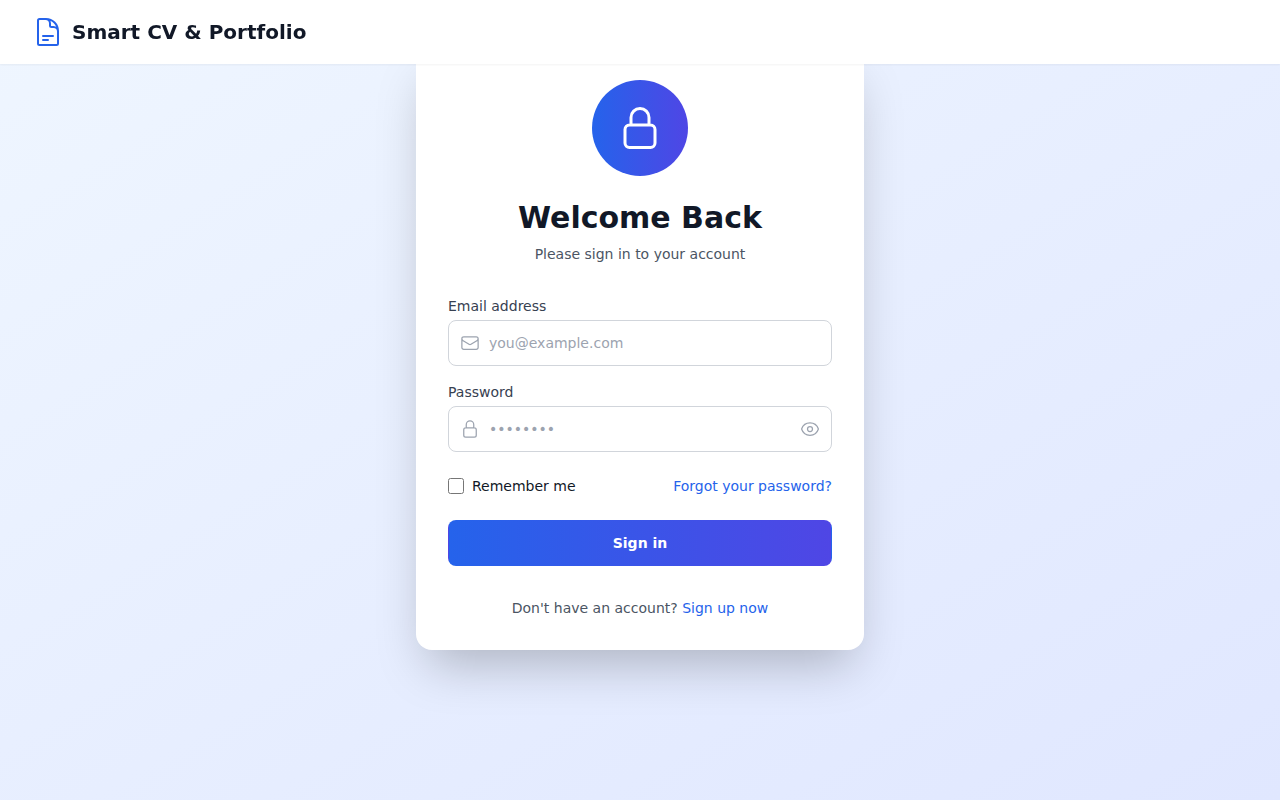 Smart CV & Portfolio
Welcome Back
Please sign in to your account
Email address
you@example.com
Password
••••••••
Remember me
Forgot your password?
Sign in
Don't have an account? Sign up now